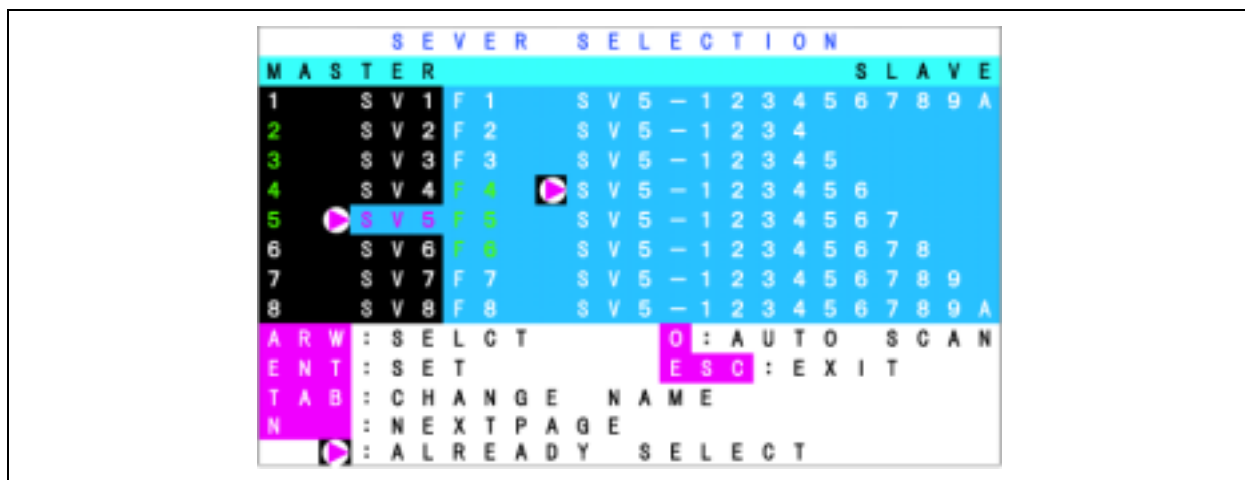 SEVER SELECTION
MASTER SLAVE
1 SV1 F1 SV5-123456789A
2 SV2 F2 SV5-1234
3 SV3 F3 SV5-12345
4 SV4 F4 SV5-123456
5 SV5 F5 SV5-1234567
6 SV6 F6 SV5-12345678
7 SV7 F7 SV5-123456789
8 SV8 F8 SV5-123456789A
ARW:SELCT O:AUTO SCAN
ENT:SET ESC:EXIT
TAB:CHANGE NAME
N :NEXTPAGE
:ALREADY SELECT